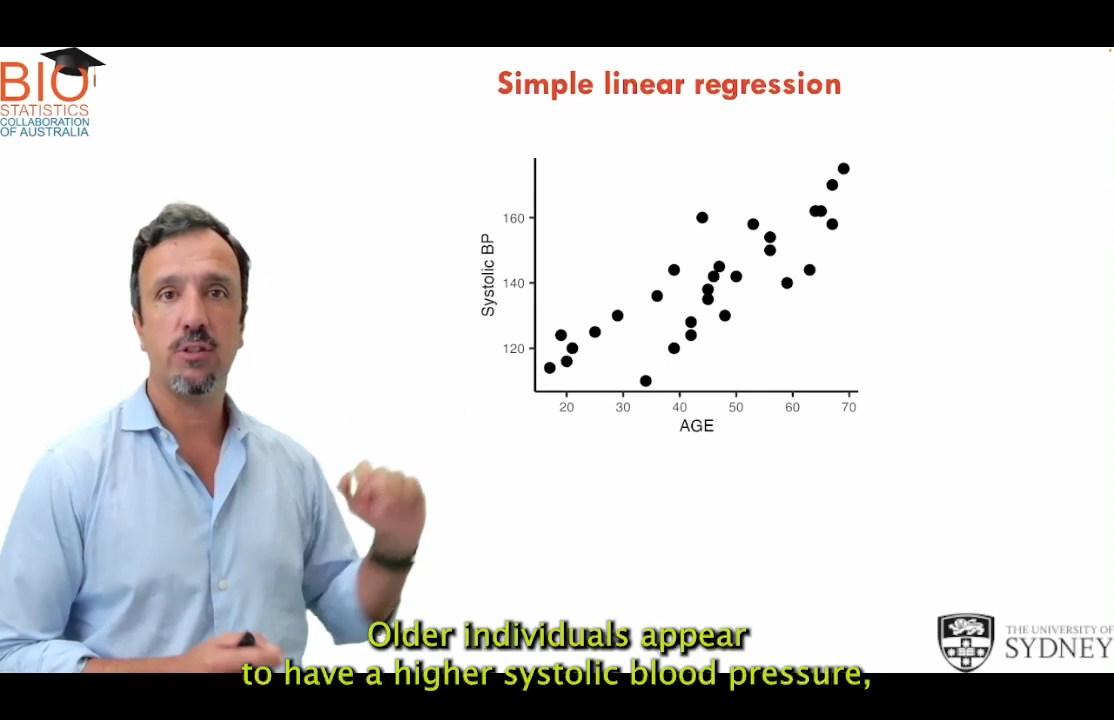 BIO
STATISTICS
COLLABORATION
OF AUSTRALIA
Simple linear regression
Systolic BP
160
140
120
20 30 40 50 60 70
AGE
Older individuals appear
to have a higher systolic blood pressure,
THE UNIVERSITY OF
SYDNEY